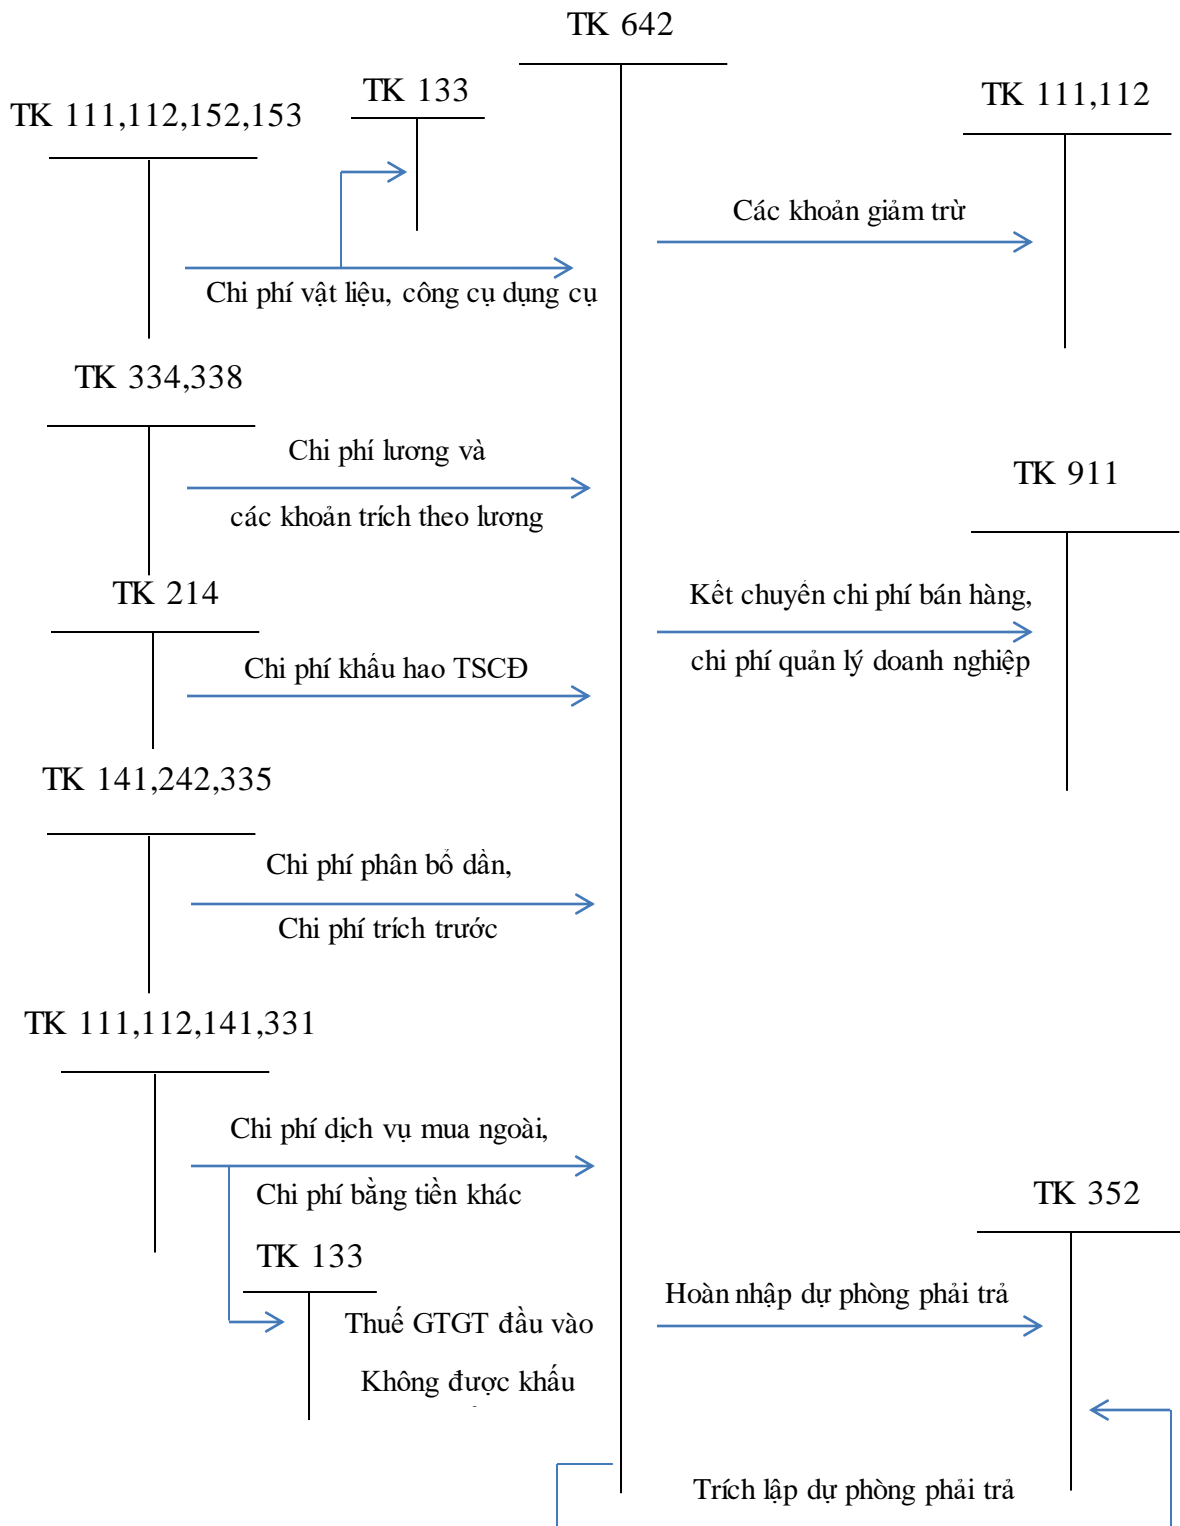 TK 642
TK 133
TK 111,112
TK 111,112,152,153
Các khoản giảm trừ
Chi phí vật liệu, công cụ dụng cụ
TK 334,338
Chi phí lương và
TK 911
các khoản trích theo lương
TK 214
Kết chuyển chi phí bán hàng,
Chi phí khấu hao TSCĐ
chi phí quản lý doanh nghiệp
TK 141,242,335
Chi phí phân bổ dần,
Chi phí trích trước
TK 111,112,141,331
Chi phí dịch vụ mua ngoài,
Chi phí bằng tiền khác
TK 352
TK 133
Hoàn nhập dự phòng phải trả
Thuế GTGT đầu vào
Không được khấu
Trích lập dự phòng phải trả